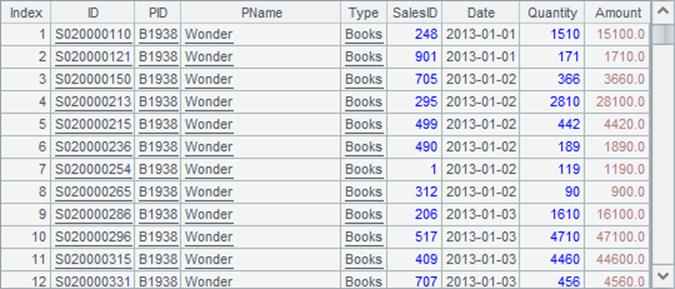 Index ID PID PName Type SalesID Date Quantity Amount
1 S020000110 B1938 Wonder Books 248 2013-01-01 1510 15100.0
2 S020000121 B1938 Wonder Books 901 2013-01-01 171 1710.0
3 S020000150 B1938 Wonder Books 705 2013-01-02 366 3660.0
4 S020000213 B1938 Wonder Books 295 2013-01-02 2810 28100.0
5 S020000215 B1938 Wonder Books 499 2013-01-02 442 4420.0
6 S020000236 B1938 Wonder Books 490 2013-01-02 189 1890.0
7 S020000254 B1938 Wonder Books 1 2013-01-02 119 1190.0
8 S020000265 B1938 Wonder Books 312 2013-01-02 90 900.0
9 S020000286 B1938 Wonder Books 206 2013-01-03 1610 16100.0
10 S020000296 B1938 Wonder Books 517 2013-01-03 4710 47100.0
11 S020000315 B1938 Wonder Books 409 2013-01-03 4460 44600.0
12 S020000331 B1938 Wonder Books 707 2013-01-03 456 4560.0